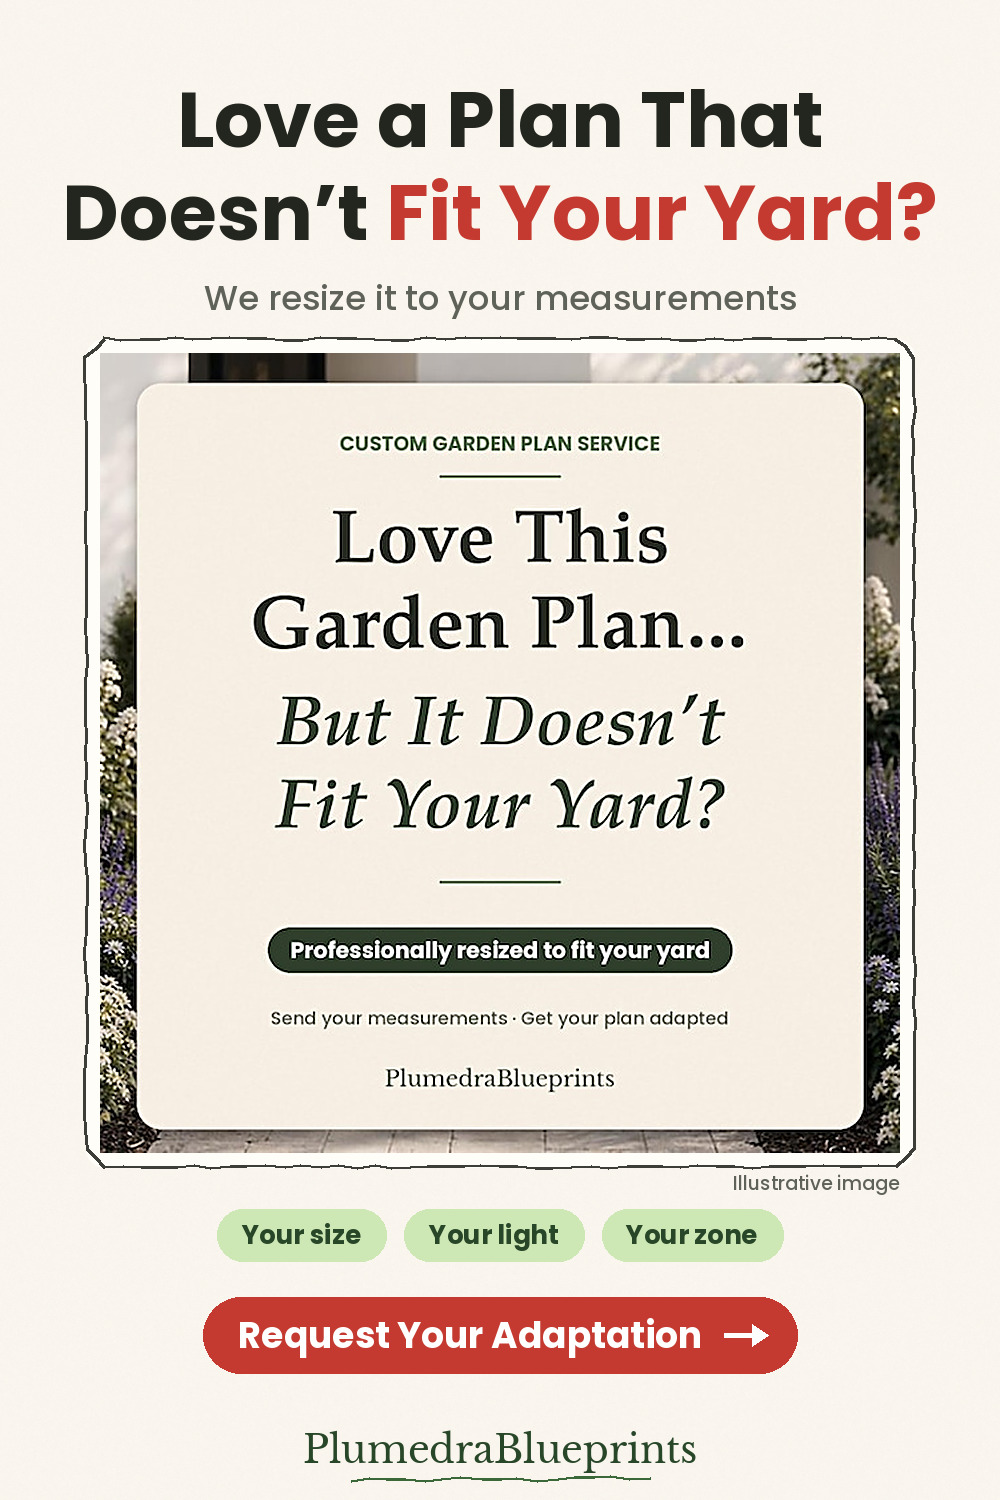 Love a Plan That
Doesn’t Fit Your Yard?
We resize it to your measurements
CUSTOM GARDEN PLAN SERVICE
Love This
Garden Plan...
But It Doesn’t
Fit Your Yard?
Professionally resized to fit your yard
Send your measurements · Get your plan adapted
PlumedraBlueprints
Illustrative image
Your size
Your light
Your zone
Request Your Adaptation →
PlumedraBlueprints